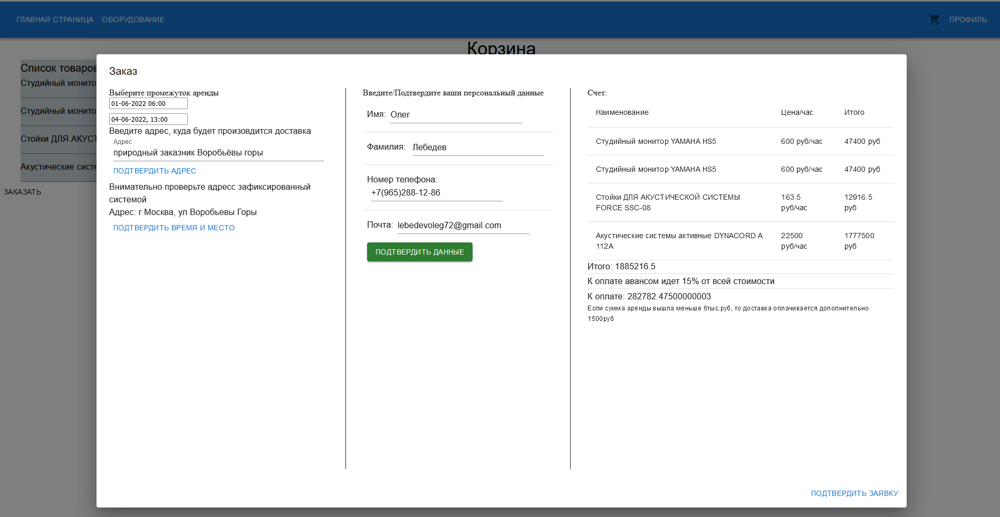 ГЛАВНАЯ СТРАНИЦА ОБОРУДОВАНИЕ ПРОФИЛЬ
Корзина
Список товаров
Студийный монито
Студийный монито
Стойки ДЛЯ АКУСТ
Акустические систе
ЗАКАЗАТЬ
Заказ
Выберите промежуток аренды
01-06-2022 06:00
04-06-2022, 13:00
Введите адрес, куда будет произовдится доставка
Адрес
природный заказник Воробьёвы горы
ПОДТВЕРДИТЬ АДРЕС
Внимательно проверьте адресс зафиксированный
системой
Адрес: г Москва, ул Воробьевы Горы
ПОДТВЕРДИТЬ ВРЕМЯ И МЕСТО
Введите/Подтвердите ваши персональный данные
Имя: Олег
Фамилия: Лебедев
Номер телефона:
+7(965)288-12-86
Почта: lebedevoleg72@gmail.com
ПОДТВЕРДИТЬ ДАННЫЕ
Счет:
Наименование Цена/час Итого
Студийный монитор YAMAHA HS5 600 руб/час 47400 руб
Студийный монитор YAMAHA HS5 600 руб/час 47400 руб
Стойки ДЛЯ АКУСТИЧЕСКОЙ СИСТЕМЫ 163.5 12916.5
FORCE SSC-08 руб/час руб
Акустические системы активные DYNACORD A 22500 1777500
112A руб/час руб
Итого: 1885216.5
К оплате авансом идет 15% от всей стоимости
К оплате: 282782.47500000003
Если сумма аренды вышла меньше 6тыс.руб, то доставка оплачивается дополнительно
1500руб
ПОДТВЕРДИТЬ ЗАЯВКУ